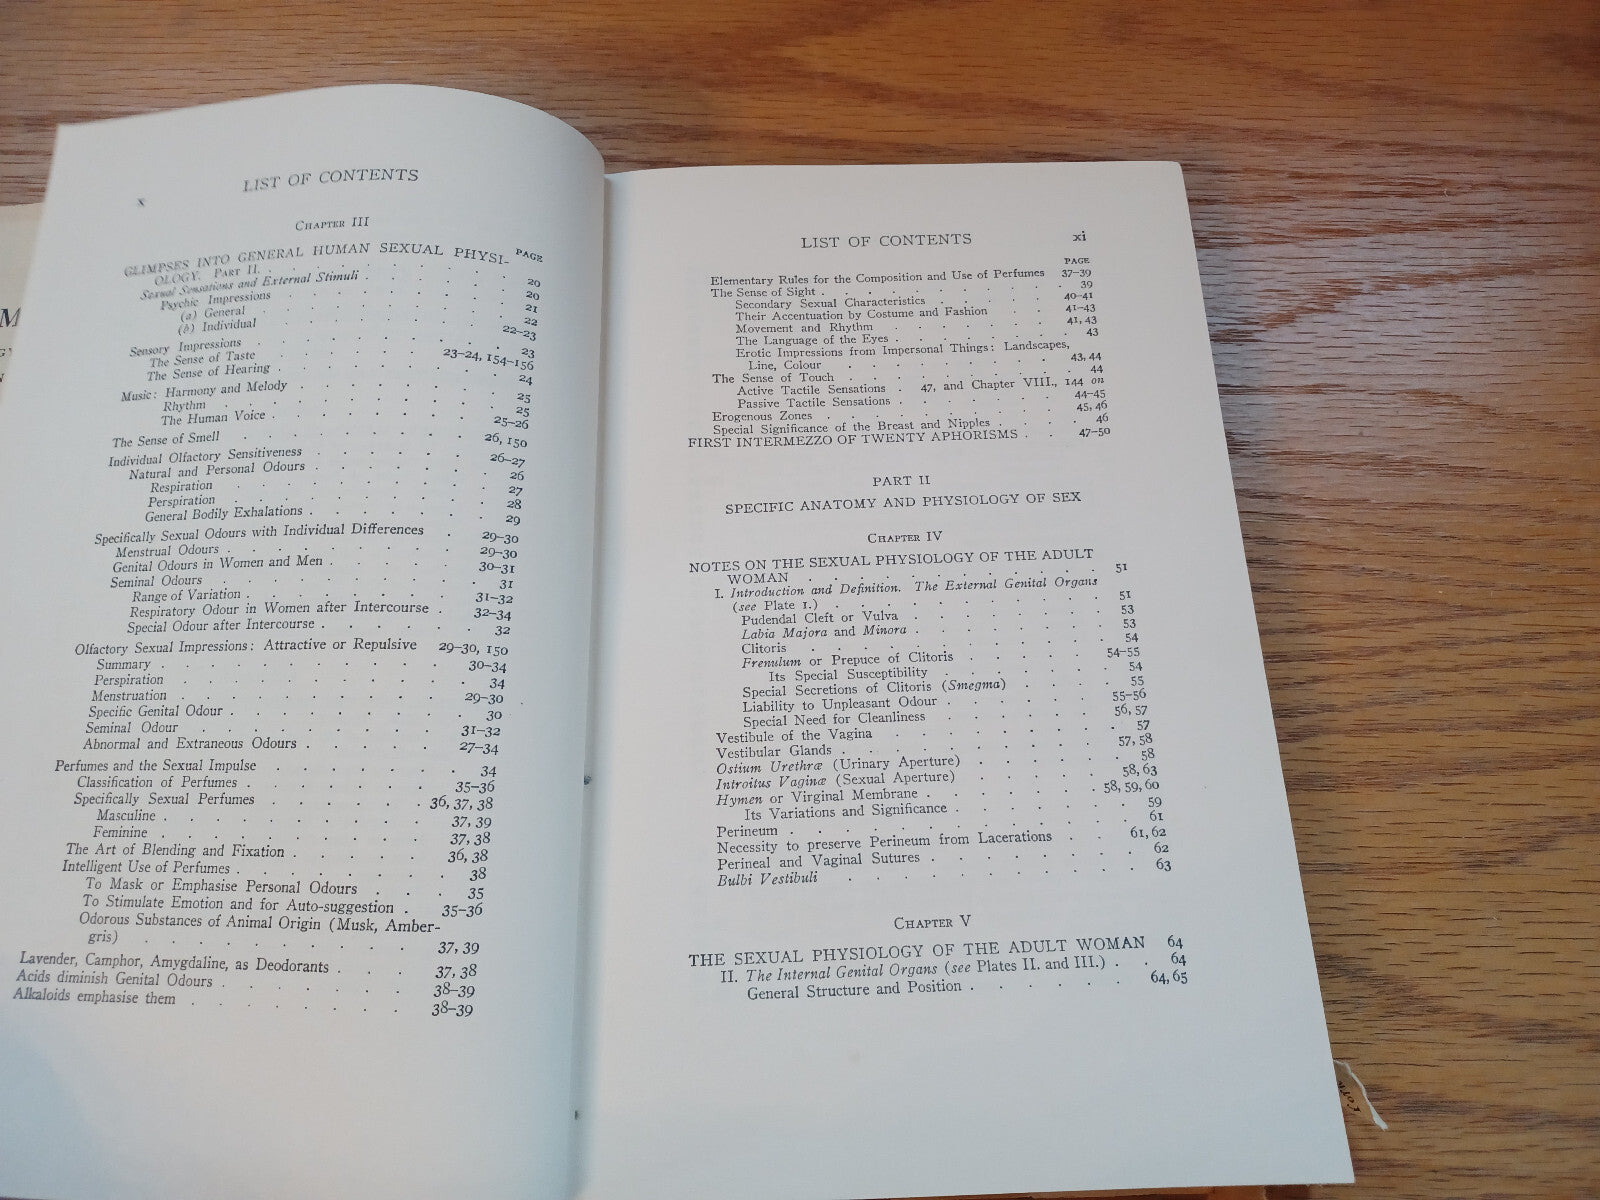 x
LIST OF CONTENTS
CHAPTER III
PAGE
GLIMPSES INTO GENERAL HUMAN SEXUAL PHYSI-
OLOGY. PART II. . . . . . . . 20
Sexual Sensations and External Stimuli . . . . . 20
Psychic Impressions . . . . . . . 21
(a) General . . . . . . . 22
(b) Individual . . . . . . . 22–23
Sensory Impressions . . . . . . . 23
The Sense of Taste . . . . . 23–24, 154–156
The Sense of Hearing . . . . . . . 24
Music: Harmony and Melody . . . . . . 25
Rhythm . . . . . . . . 25
The Human Voice . . . . . . . 25–26
The Sense of Smell . . . . . . . 26, 150
Individual Olfactory Sensitiveness . . . . . 26–27
Natural and Personal Odours . . . . . 26
Respiration . . . . . . . 27
Perspiration . . . . . . . 28
General Bodily Exhalations . . . . . 29
Specifically Sexual Odours with Individual Differences . 29–30
Menstrual Odours . . . . . . . 29–30
Genital Odours in Women and Men . . . . 30–31
Seminal Odours . . . . . . . 31
Range of Variation . . . . . . . 31–32
Respiratory Odour in Women after Intercourse . 32–34
Special Odour after Intercourse . . . . . 32
Olfactory Sexual Impressions: Attractive or Repulsive 29–30, 150
Summary . . . . . . . . 30–34
Perspiration . . . . . . . . 34
Menstruation . . . . . . . 29–30
Specific Genital Odour . . . . . . . 30
Seminal Odour . . . . . . . 31–32
Abnormal and Extraneous Odours . . . . . 27–34
Perfumes and the Sexual Impulse . . . . . 34
Classification of Perfumes . . . . . . 35–36
Specifically Sexual Perfumes . . . . . 36, 37, 38
Masculine . . . . . . . 37, 39
Feminine . . . . . . . 37, 38
The Art of Blending and Fixation . . . . . 36, 38
Intelligent Use of Perfumes . . . . . . 38
To Mask or Emphasise Personal Odours . . . 35
To Stimulate Emotion and for Auto-suggestion . 35–36
Odorous Substances of Animal Origin (Musk, Amber-
gris) . . . . . . . . 37, 39
Lavender, Camphor, Amygdaline, as Deodorants . . . 37, 38
Acids diminish Genital Odours . . . . . . 38–39
Alkaloids emphasise them . . . . . . 38–39
LIST OF CONTENTS xi
PAGE
Elementary Rules for the Composition and Use of Perfumes 37–39
The Sense of Sight . . . . . . . . 39
Secondary Sexual Characteristics . . . . . 40–41
Their Accentuation by Costume and Fashion . . 41–43
Movement and Rhythm . . . . . . 41, 43
The Language of the Eyes . . . . . . 43
Erotic Impressions from Impersonal Things: Landscapes,
Line, Colour . . . . . . . 43, 44
The Sense of Touch . . . . . . . . 44
Active Tactile Sensations . 47, and Chapter VIII., 144 on
Passive Tactile Sensations . . . . . 44–45
Erogenous Zones . . . . . . . . 45, 46
Special Significance of the Breast and Nipples . . . . 46
FIRST INTERMEZZO OF TWENTY APHORISMS . . 47–50
PART II
SPECIFIC ANATOMY AND PHYSIOLOGY OF SEX
CHAPTER IV
NOTES ON THE SEXUAL PHYSIOLOGY OF THE ADULT
WOMAN . . . . . . . . 51
I. Introduction and Definition. The External Genital Organs
(see Plate I.) . . . . . . . . 51
Pudendal Cleft or Vulva . . . . . . 53
Labia Majora and Minora . . . . . . 53
Clitoris . . . . . . . . 54
Frenulum or Prepuce of Clitoris . . . . . 54–55
Its Special Susceptibility . . . . . 54
Special Secretions of Clitoris (Smegma) . . . . 55
Liability to Unpleasant Odour . . . . . 55–56
Special Need for Cleanliness . . . . . 56, 57
Vestibule of the Vagina . . . . . . 57
Vestibular Glands . . . . . . . 57, 58
Ostium Urethræ (Urinary Aperture) . . . . . 58
Introitus Vaginæ (Sexual Aperture) . . . . . 58, 63
Hymen or Virginal Membrane . . . . . 58, 59, 60
Its Variations and Significance . . . . . 59
Perineum . . . . . . . . . 61
Necessity to preserve Perineum from Lacerations . . 61, 62
Perineal and Vaginal Sutures . . . . . . 62
Bulbi Vestibuli . . . . . . . 63
CHAPTER V
THE SEXUAL PHYSIOLOGY OF THE ADULT WOMAN 64
II. The Internal Genital Organs (see Plates II. and III.) . . 64
General Structure and Position . . . . . . 64, 65